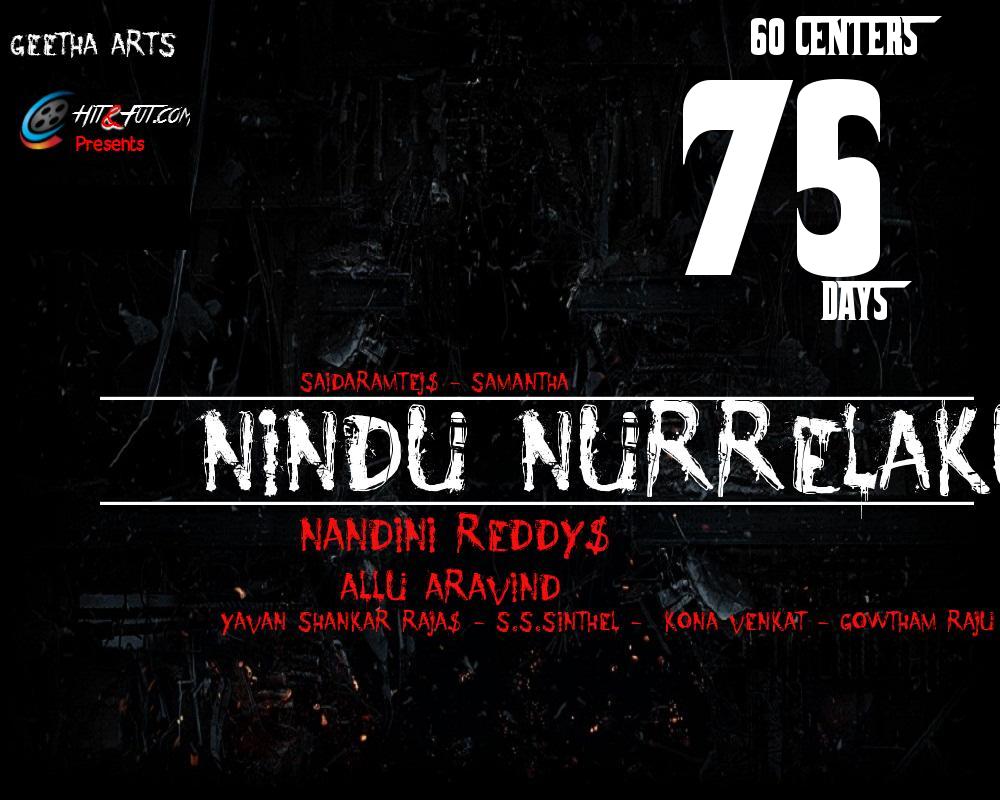 GEETHA ARTS
HIT&FUT.COM
Presents
60 CENTERS
75
DAYS
SAIDARAMTEJ$ - SAMANTHA
NINDU NURRELAKU
NANDINI REDDY$
ALLU ARAVIND
YAVAN SHANKAR RAJA$ - S.S.SINTHEL - KONA VENKAT - GOWTHAM RAJU